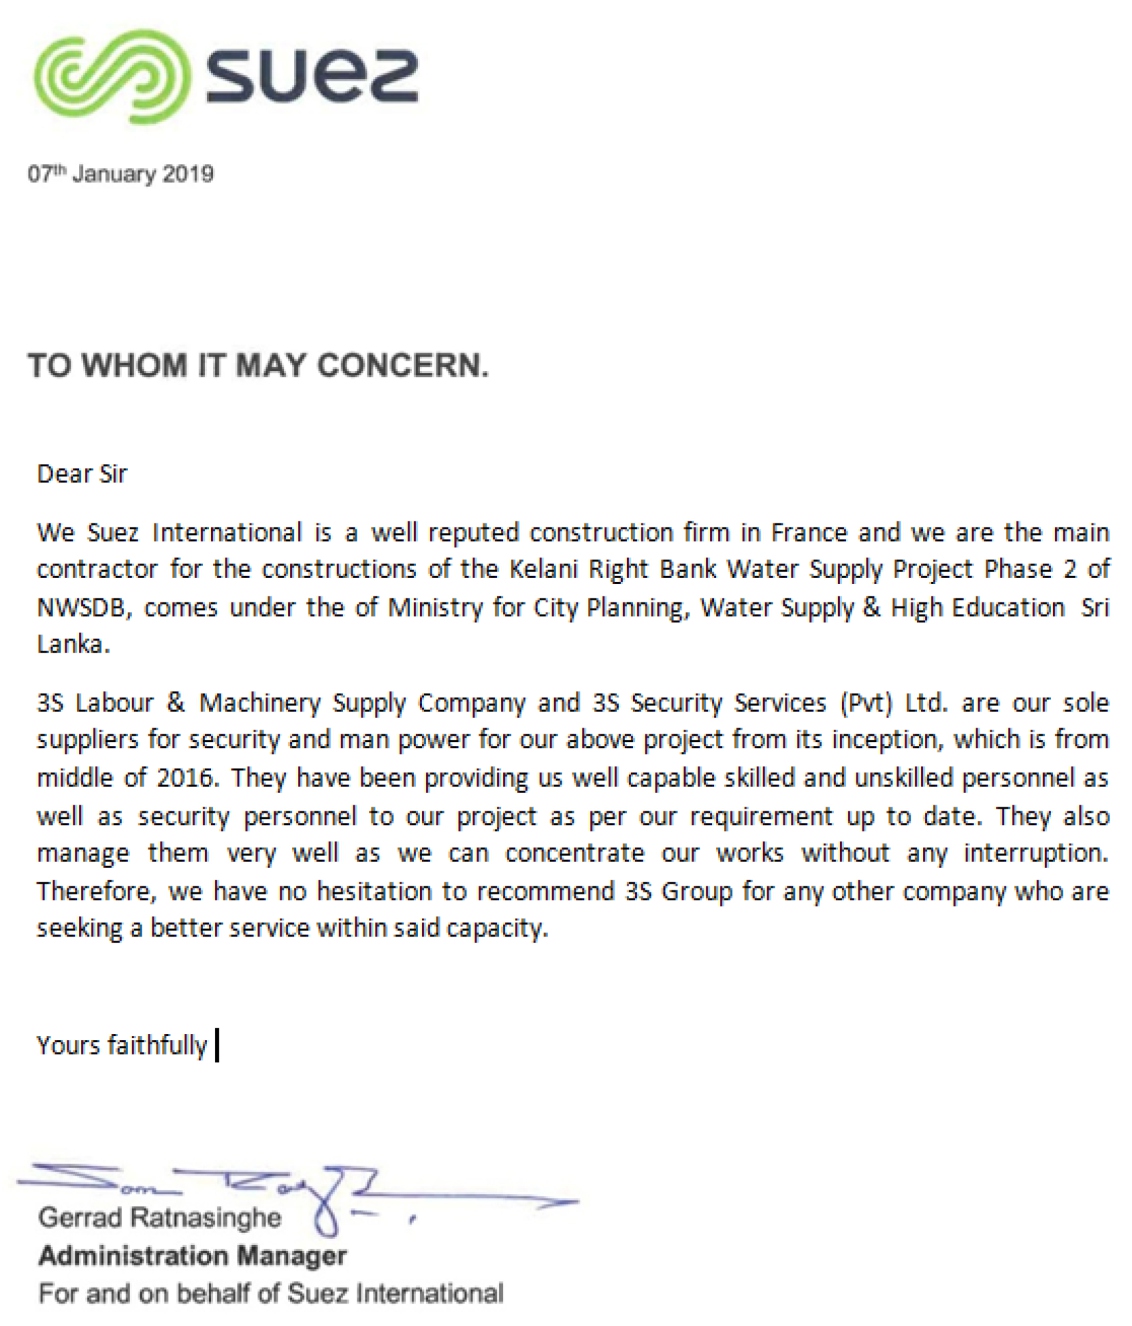 suez
07th January 2019
TO WHOM IT MAY CONCERN.
Dear Sir
We Suez International is a well reputed construction firm in France and we are the main
contractor for the constructions of the Kelani Right Bank Water Supply Project Phase 2 of
NWSDB, comes under the of Ministry for City Planning, Water Supply & High Education Sri
Lanka.
3S Labour & Machinery Supply Company and 3S Security Services (Pvt) Ltd. are our sole
suppliers for security and man power for our above project from its inception, which is from
middle of 2016. They have been providing us well capable skilled and unskilled personnel as
well as security personnel to our project as per our requirement up to date. They also
manage them very well as we can concentrate our works without any interruption.
Therefore, we have no hesitation to recommend 3S Group for any other company who are
seeking a better service within said capacity.
Yours faithfully
Gerrad Ratnasinghe
Administration Manager
For and on behalf of Suez International